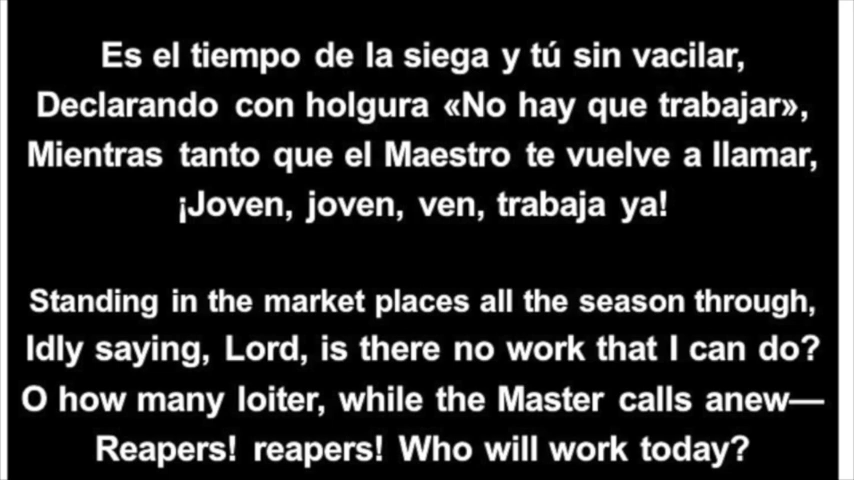 Es el tiempo de la siega y tú sin vacilar,
Declarando con holgura «No hay que trabajar»,
Mientras tanto que el Maestro te vuelve a llamar,
¡Joven, joven, ven, trabaja ya!
Standing in the market places all the season through,
Idly saying, Lord, is there no work that I can do?
O how many loiter, while the Master calls anew—
Reapers! reapers! Who will work today?